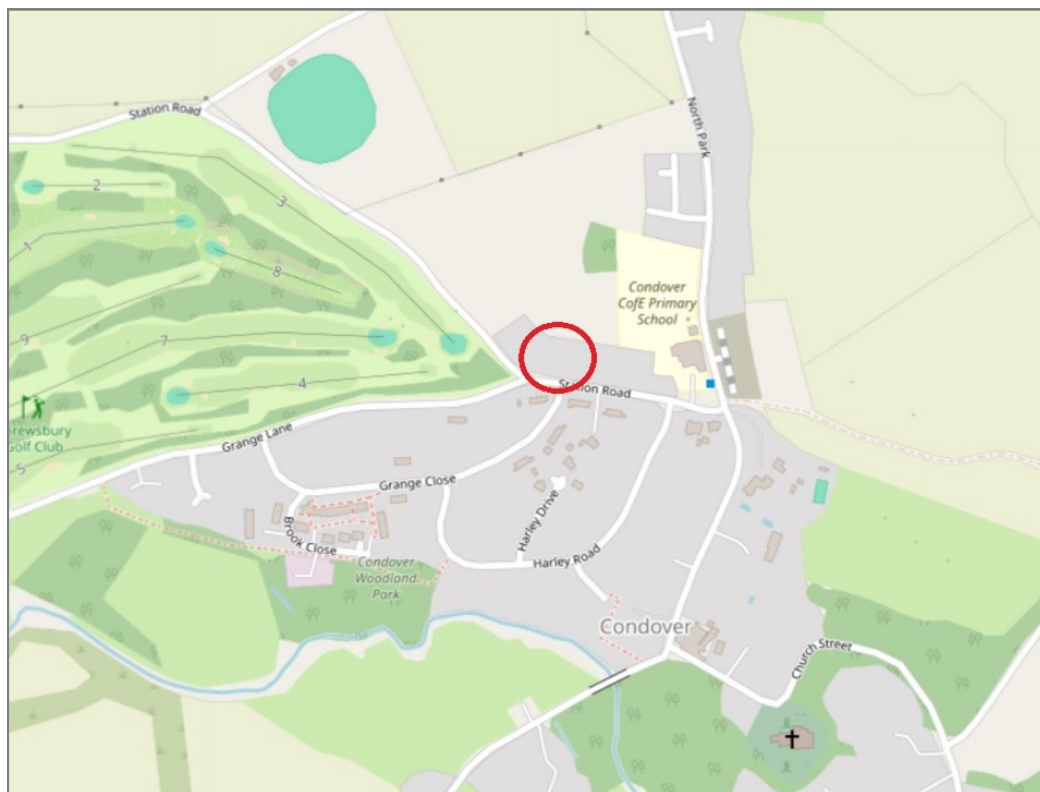 Station Road
North Park
2
3
1
8
Condover
CofE Primary
School
9
7
4
Station Road
Golf Club
Grange Lane
5
Grange Close
Harley Drive
Brook Close
Harley Road
Condover
Woodland
Park
Condover
Church Street